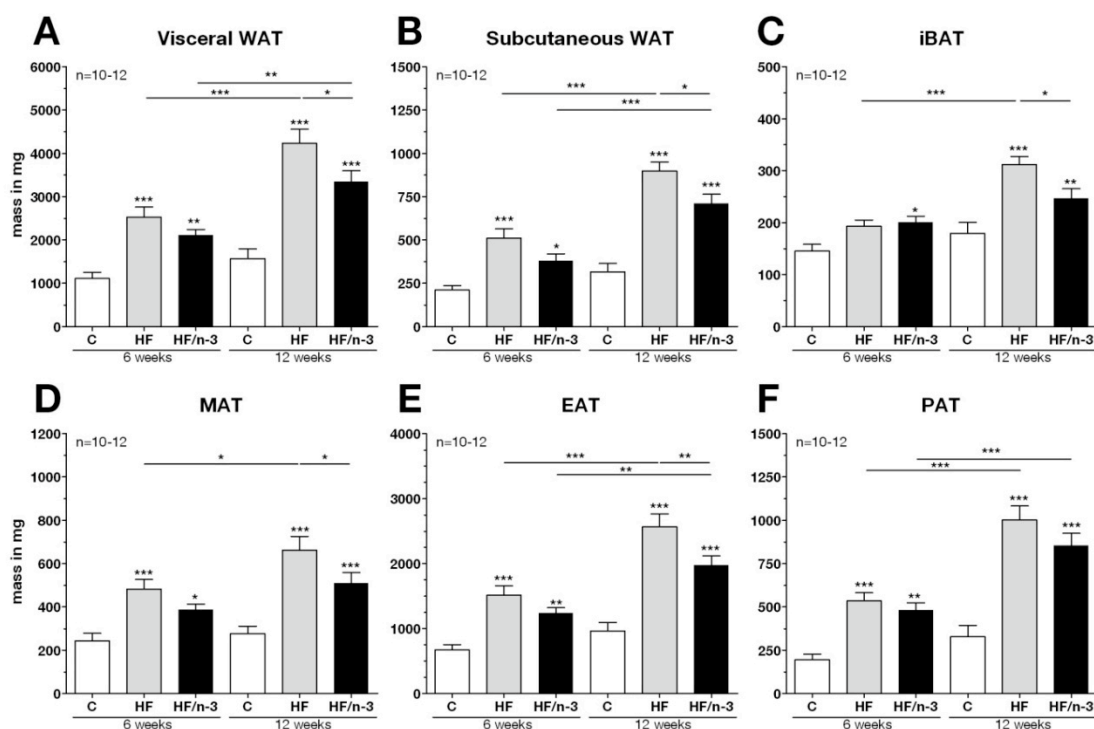 A
Visceral WAT
n=10-12
mass in mg
6000
5000
4000
3000
2000
1000
0
**
***
*
***
**
***
***
C HF HF/n-3 C HF HF/n-3
6 weeks 12 weeks
B
Subcutaneous WAT
n=10-12
1500
1250
1000
750
500
250
0
***
*
***
***
*
***
***
C HF HF/n-3 C HF HF/n-3
6 weeks 12 weeks
C
iBAT
n=10-12
500
400
300
200
100
0
***
*
*
***
**
C HF HF/n-3 C HF HF/n-3
6 weeks 12 weeks
D
MAT
n=10-12
mass in mg
1200
1000
800
600
400
200
0
*
*
***
*
***
***
C HF HF/n-3 C HF HF/n-3
6 weeks 12 weeks
E
EAT
n=10-12
4000
3000
2000
1000
0
***
**
**
***
**
***
***
C HF HF/n-3 C HF HF/n-3
6 weeks 12 weeks
F
PAT
n=10-12
1500
1250
1000
750
500
250
0
***
***
***
**
***
***
C HF HF/n-3 C HF HF/n-3
6 weeks 12 weeks